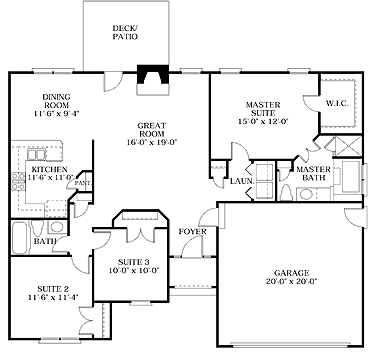 DECK/
PATIO
DINING
ROOM
11'-6" x 9'-4"
GREAT
ROOM
16'-0" x 19'-0"
MASTER
SUITE
15'-0" x 12'-0"
W.I.C.
KITCHEN
11'-6" x 11'-0"
PANT.
LAUN.
MASTER
BATH
BATH
FOYER
SUITE 3
10'-0" x 10'-0"
SUITE 2
11'-6" x 11'-4"
GARAGE
20'-0" x 20'-0"